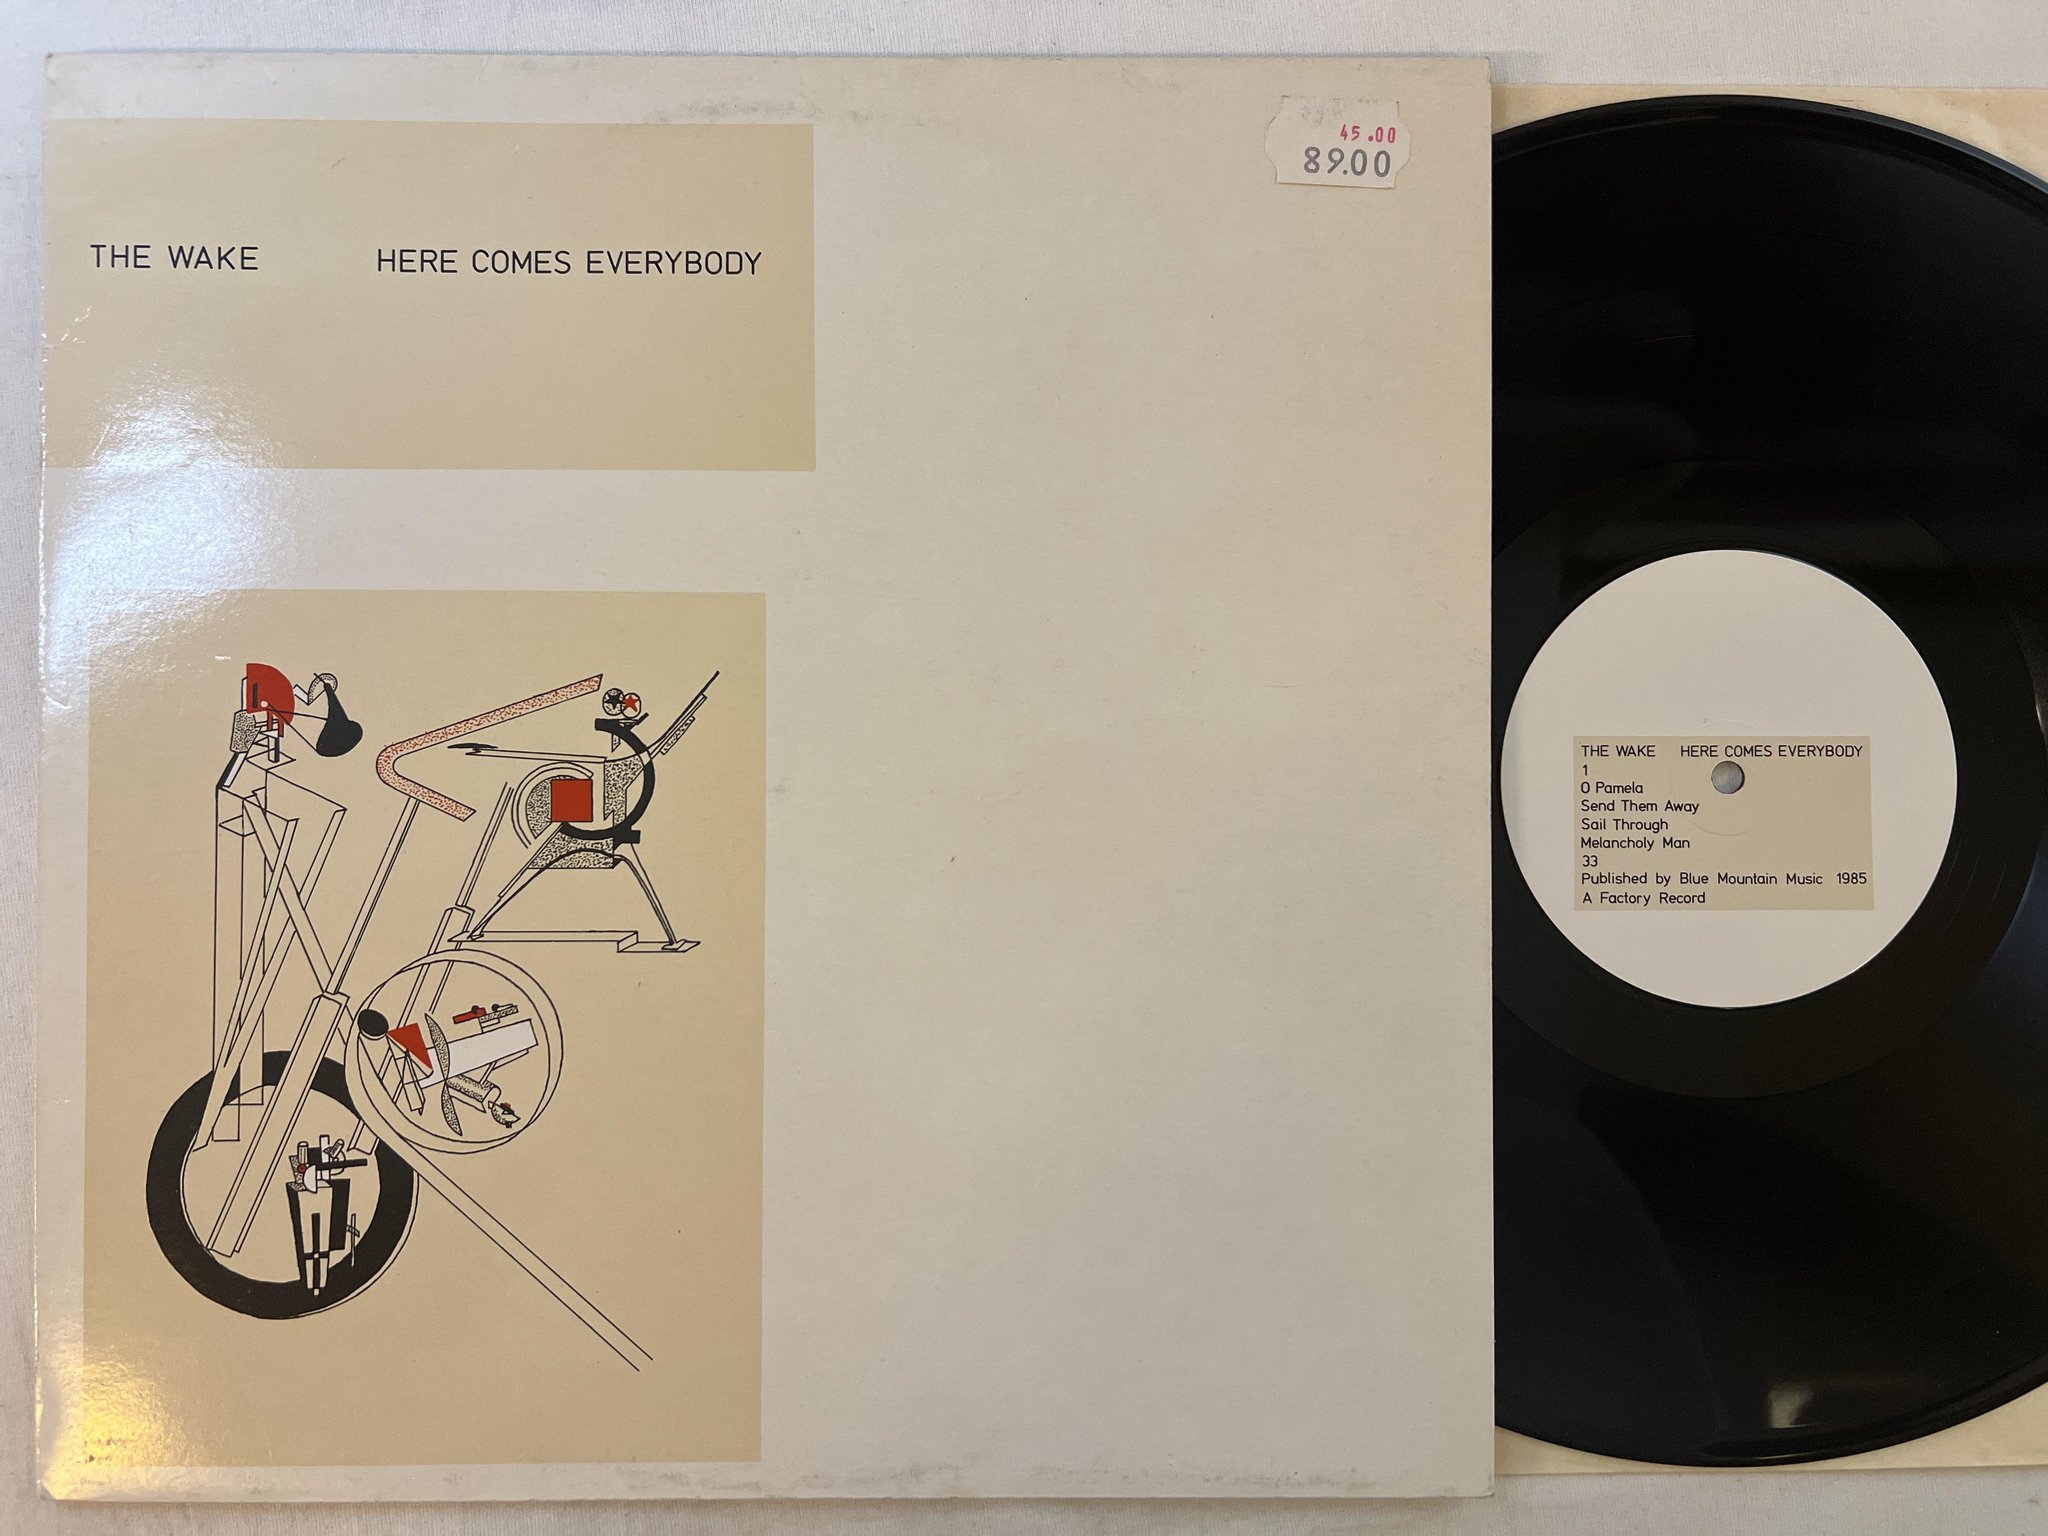 THE WAKE HERE COMES EVERYBODY
45.00
89.00
THE WAKE HERE COMES EVERYBODY
1
O Pamela
Send Them Away
Sail Through
Melancholy Man
33
Published by Blue Mountain Music 1985
A Factory Record